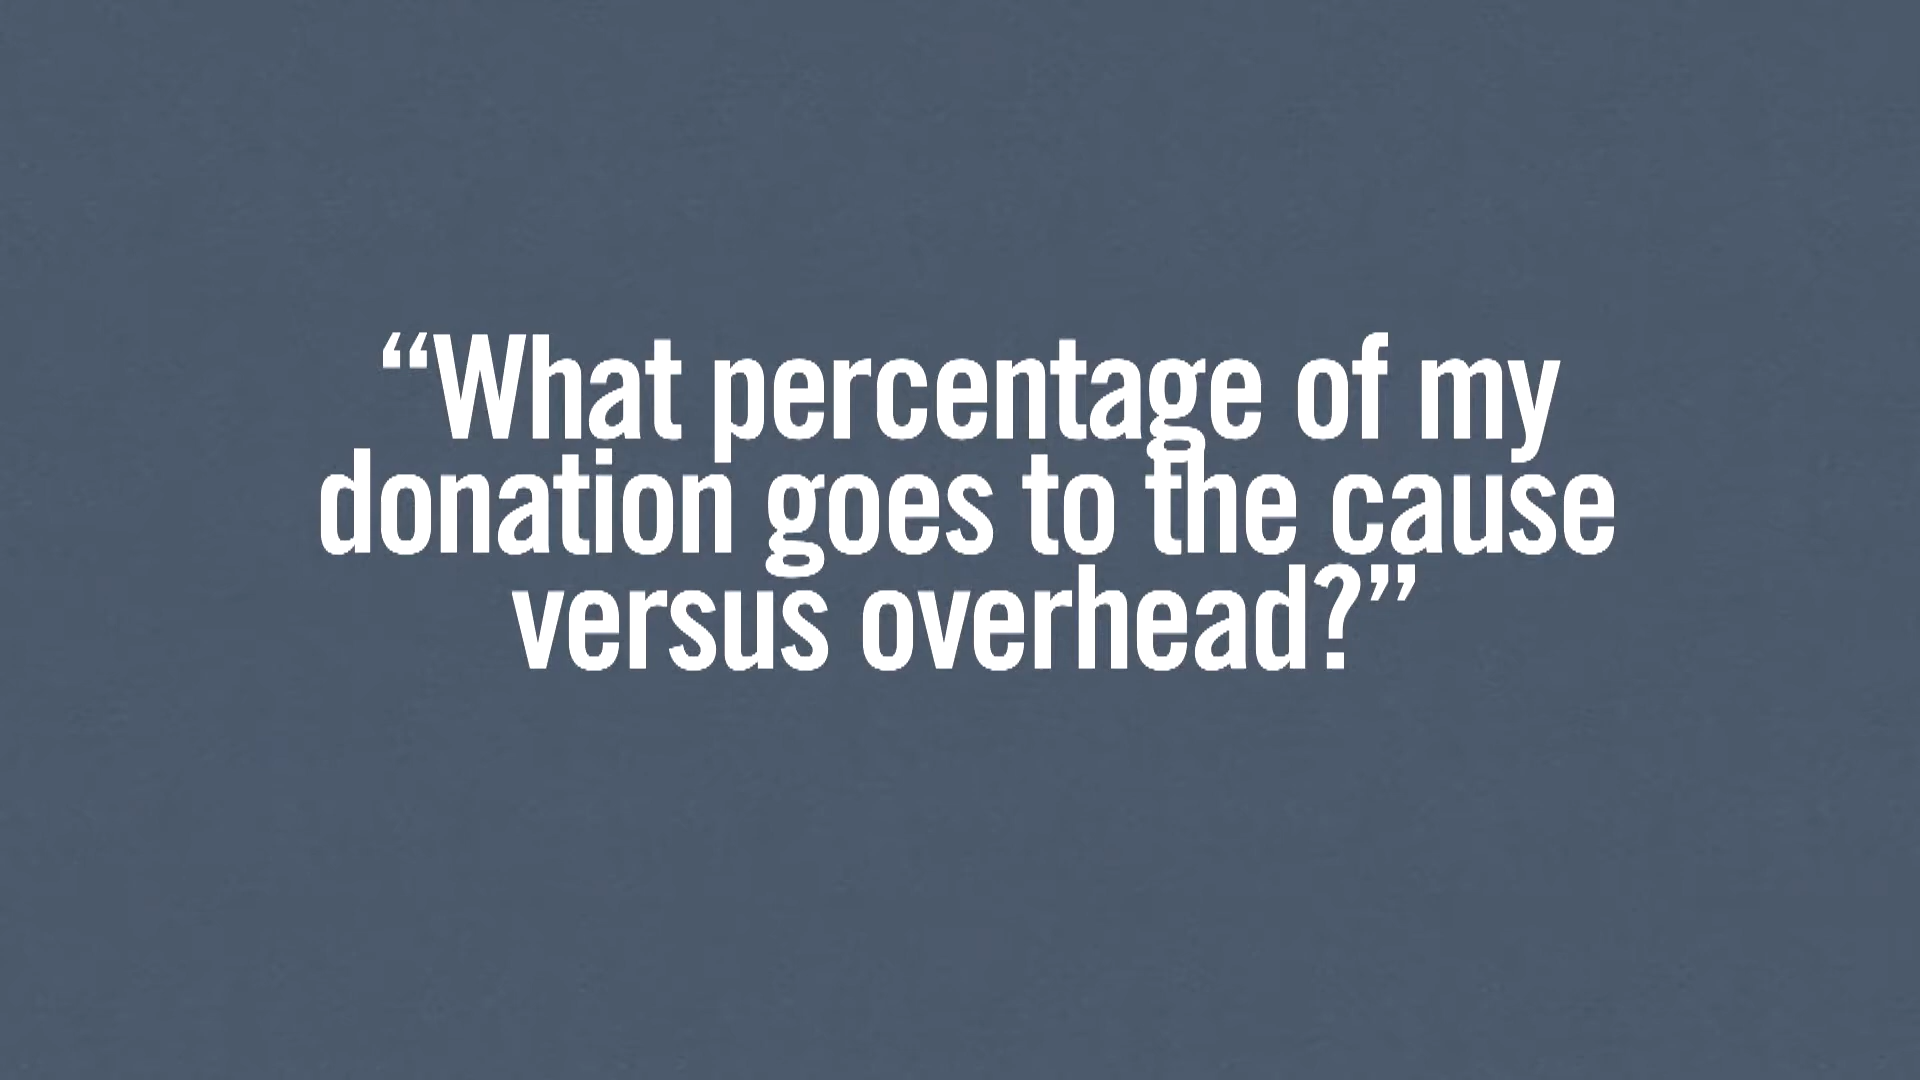 “What percentage of my
donation goes to the cause
versus overhead?”